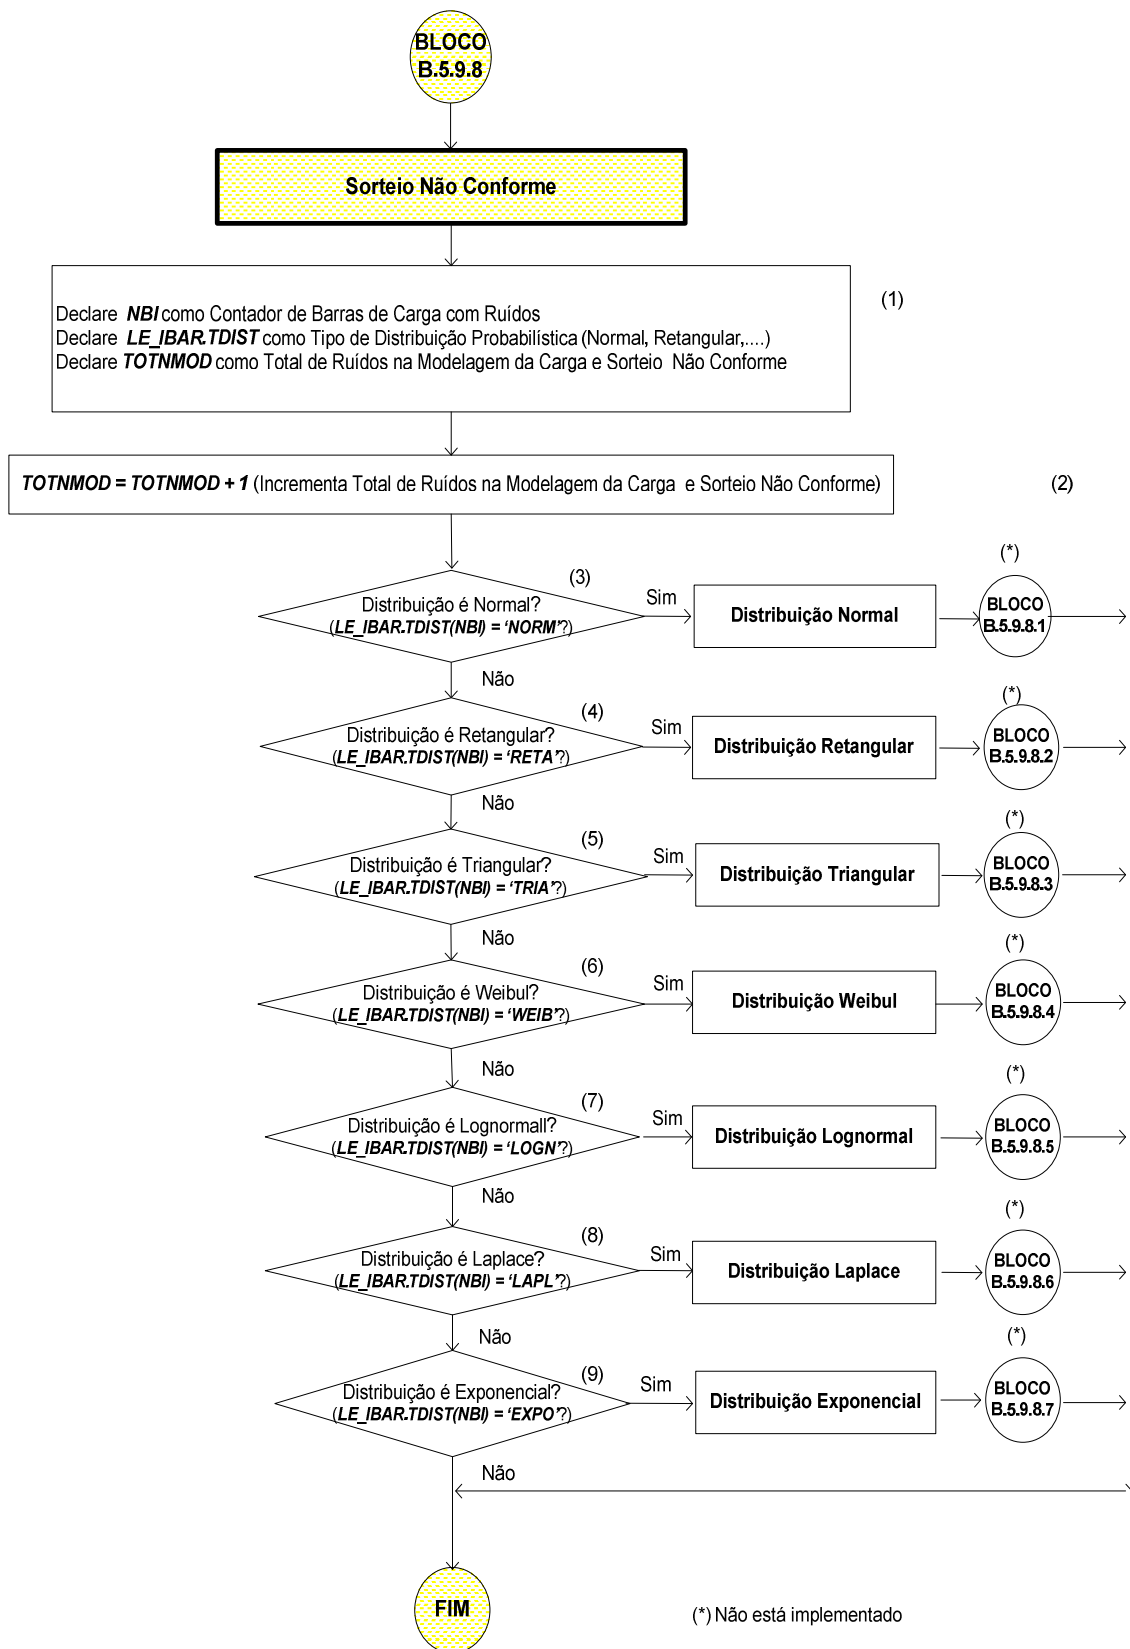 BLOCO
B.5.9.8
Sorteio Não Conforme
(1)
Declare NBI como Contador de Barras de Carga com Ruídos
Declare LE_IBAR.TDIST como Tipo de Distribuição Probabilística (Normal, Retangular,....)
Declare TOTNMOD como Total de Ruídos na Modelagem da Carga e Sorteio Não Conforme
TOTNMOD = TOTNMOD + 1 (Incrementa Total de Ruídos na Modelagem da Carga e Sorteio Não Conforme)
(2)
(3)
Distribuição é Normal?
(LE_IBAR.TDIST(NBI) = ‘NORM’?)
Sim
Distribuição Normal
(*)
BLOCO
B.5.9.8.1
Não
(4)
Distribuição é Retangular?
(LE_IBAR.TDIST(NBI) = ‘RETA’?)
Sim
Distribuição Retangular
(*)
BLOCO
B.5.9.8.2
Não
(5)
Distribuição é Triangular?
(LE_IBAR.TDIST(NBI) = ‘TRIA’?)
Sim
Distribuição Triangular
(*)
BLOCO
B.5.9.8.3
Não
(6)
Distribuição é Weibul?
(LE_IBAR.TDIST(NBI) = ‘WEIB’?)
Sim
Distribuição Weibul
(*)
BLOCO
B.5.9.8.4
Não
(7)
Distribuição é Lognormall?
(LE_IBAR.TDIST(NBI) = ‘LOGN’?)
Sim
Distribuição Lognormal
(*)
BLOCO
B.5.9.8.5
Não
(8)
Distribuição é Laplace?
(LE_IBAR.TDIST(NBI) = ‘LAPL’?)
Sim
Distribuição Laplace
(*)
BLOCO
B.5.9.8.6
Não
(9)
Distribuição é Exponencial?
(LE_IBAR.TDIST(NBI) = ‘EXPO’?)
Sim
Distribuição Exponencial
(*)
BLOCO
B.5.9.8.7
Não
FIM
(*) Não está implementado